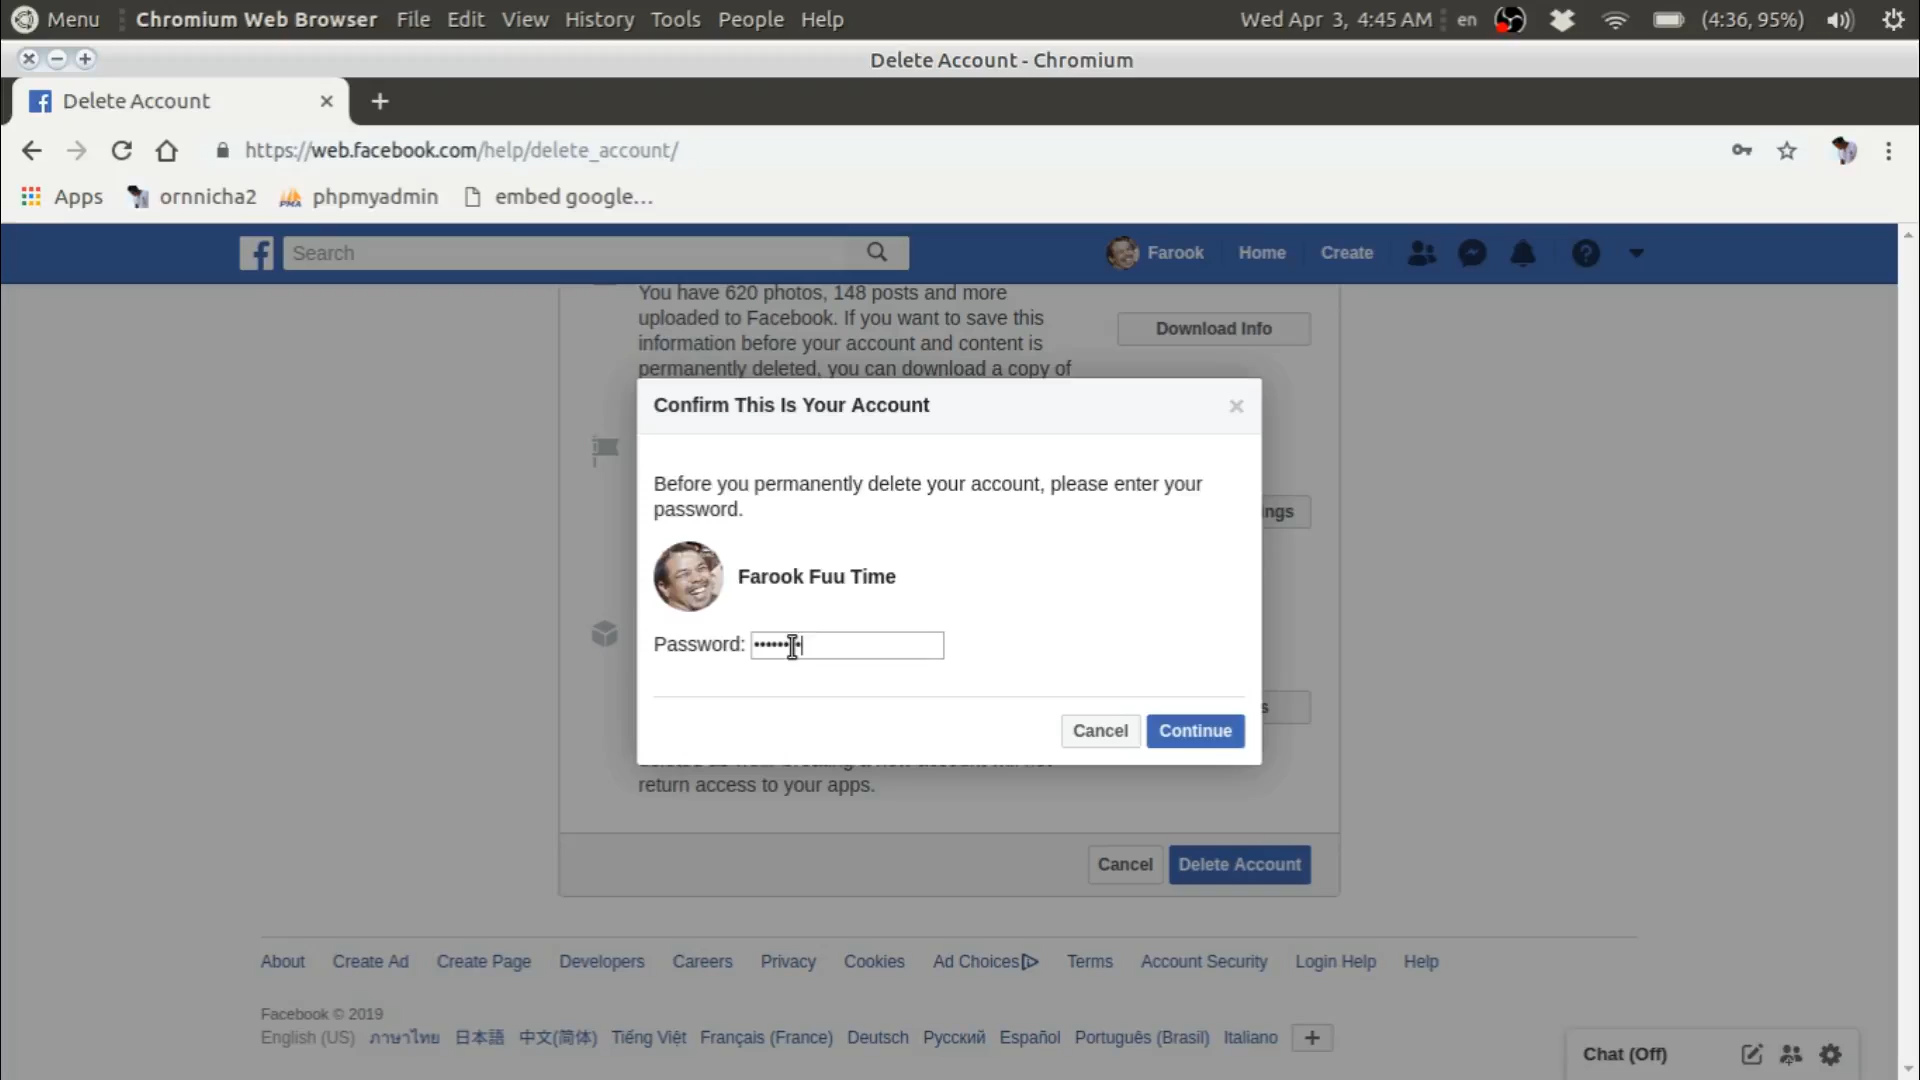 Menu Chromium Web Browser File Edit View History Tools People Help Wed Apr 3, 4:45 AM en (4:36, 95%)
Delete Account - Chromium
Delete Account
https://web.facebook.com/help/delete_account/
Apps ornnicha2 phpmyadmin embed google...
Search Farook Home Create
You have 620 photos, 148 posts and more
uploaded to Facebook. If you want to save this
information before your account and content is
permanently deleted, you can download a copy of
Download Info
Confirm This Is Your Account
Before you permanently delete your account, please enter your
password.
ngs
Farook Fuu Time
Password:
s
Cancel Continue
return access to your apps.
Cancel Delete Account
About Create Ad Create Page Developers Careers Privacy Cookies Ad Choices Terms Account Security Login Help Help
Facebook © 2019
English (US) ภาษาไทย 日本語 中文(简体) Tiếng Việt Français (France) Deutsch Русский Español Português (Brasil) Italiano
Chat (Off)